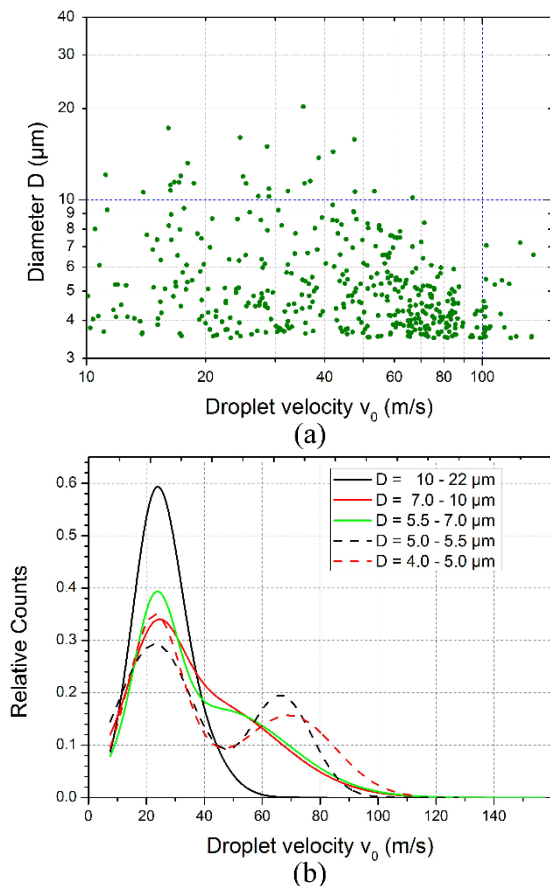 40
30
20
10
9
8
7
6
5
4
3
Diameter D (μm)
10 20 40 60 80 100
Droplet velocity v₀ (m/s)
(a)
0.6
0.5
0.4
0.3
0.2
0.1
0.0
Relative Counts
D = 10 - 22 μm
D = 7.0 - 10 μm
D = 5.5 - 7.0 μm
D = 5.0 - 5.5 μm
D = 4.0 - 5.0 μm
0 20 40 60 80 100 120 140
Droplet velocity v₀ (m/s)
(b)